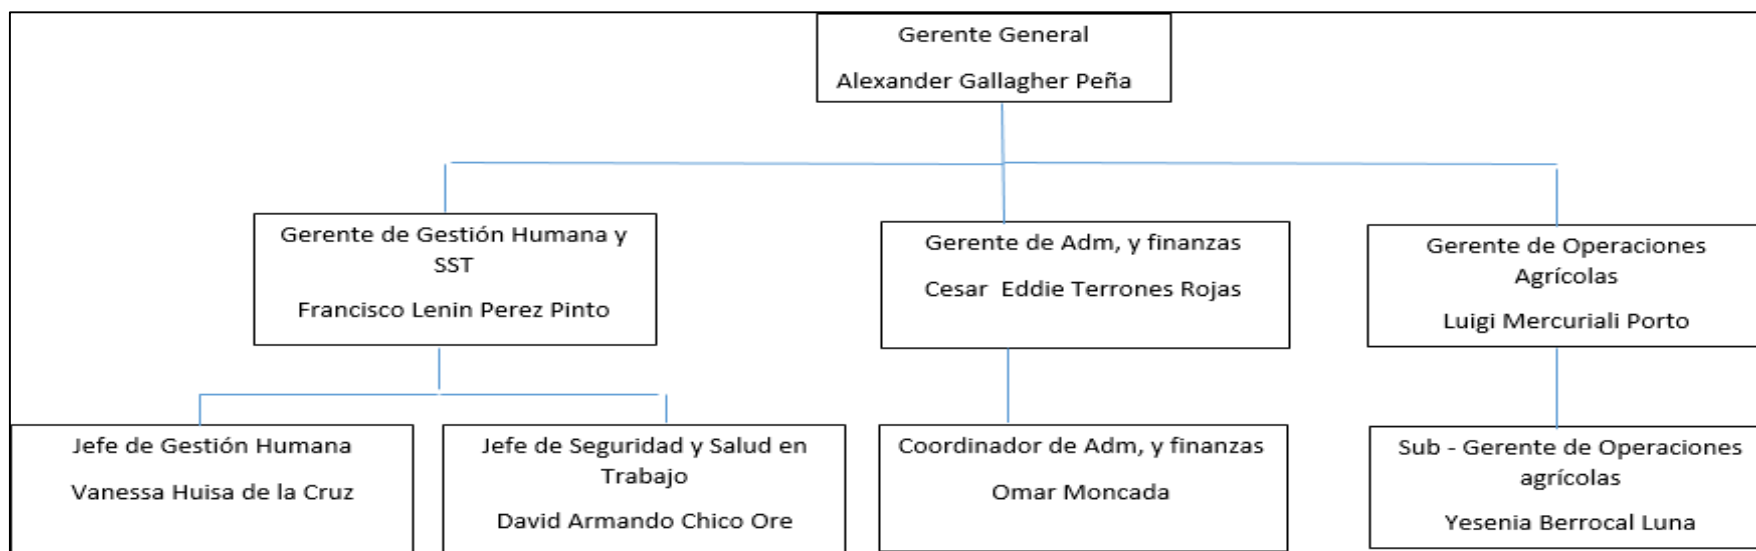 Gerente General
Alexander Gallagher Peña
Gerente de Gestión Humana y
SST
Francisco Lenin Perez Pinto
Gerente de Adm, y finanzas
Cesar  Eddie Terrones Rojas
Gerente de Operaciones
Agrícolas
Luigi Mercuriali Porto
Jefe de Gestión Humana
Vanessa Huisa de la Cruz
Jefe de Seguridad y Salud en
Trabajo
David Armando Chico Ore
Coordinador de Adm, y finanzas
Omar Moncada
Sub - Gerente de Operaciones
agrícolas
Yesenia Berrocal Luna